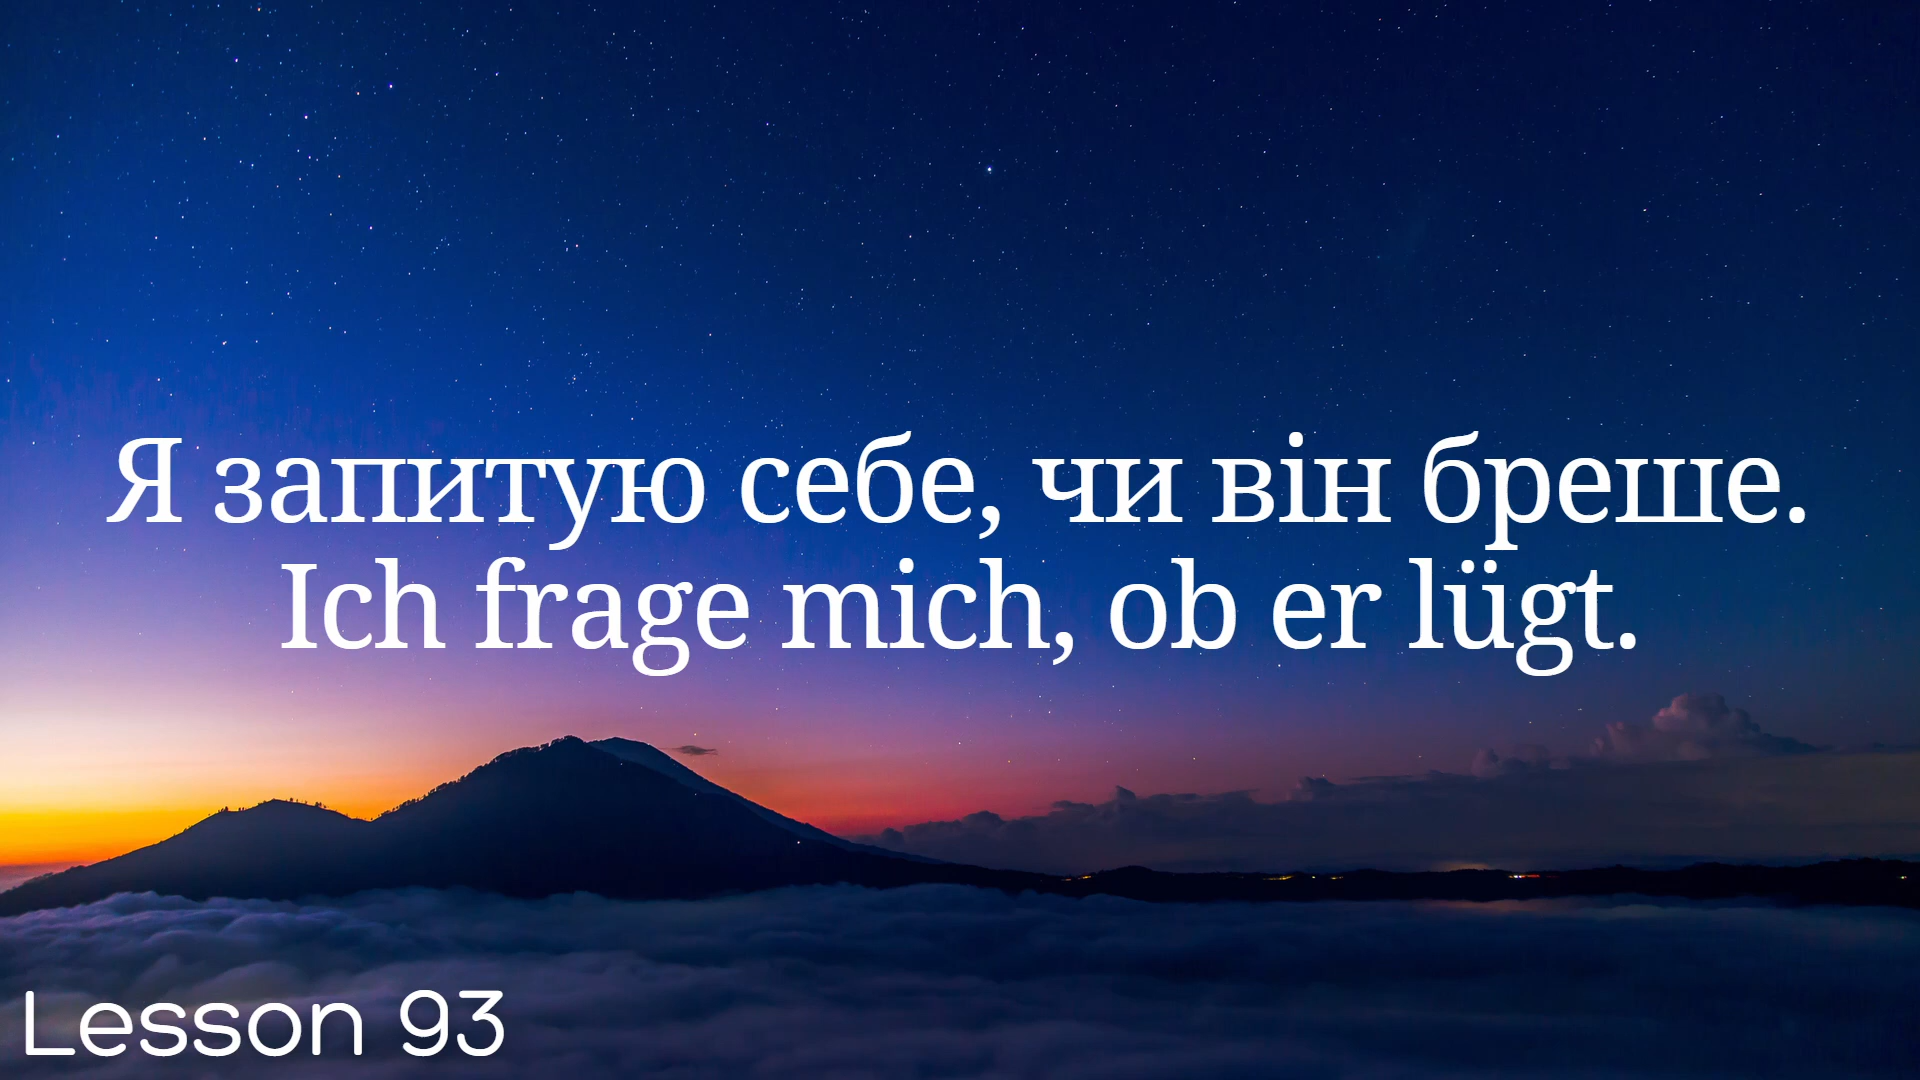 Я запитую себе, чи він бреше.
Ich frage mich, ob er lügt.
Lesson 93